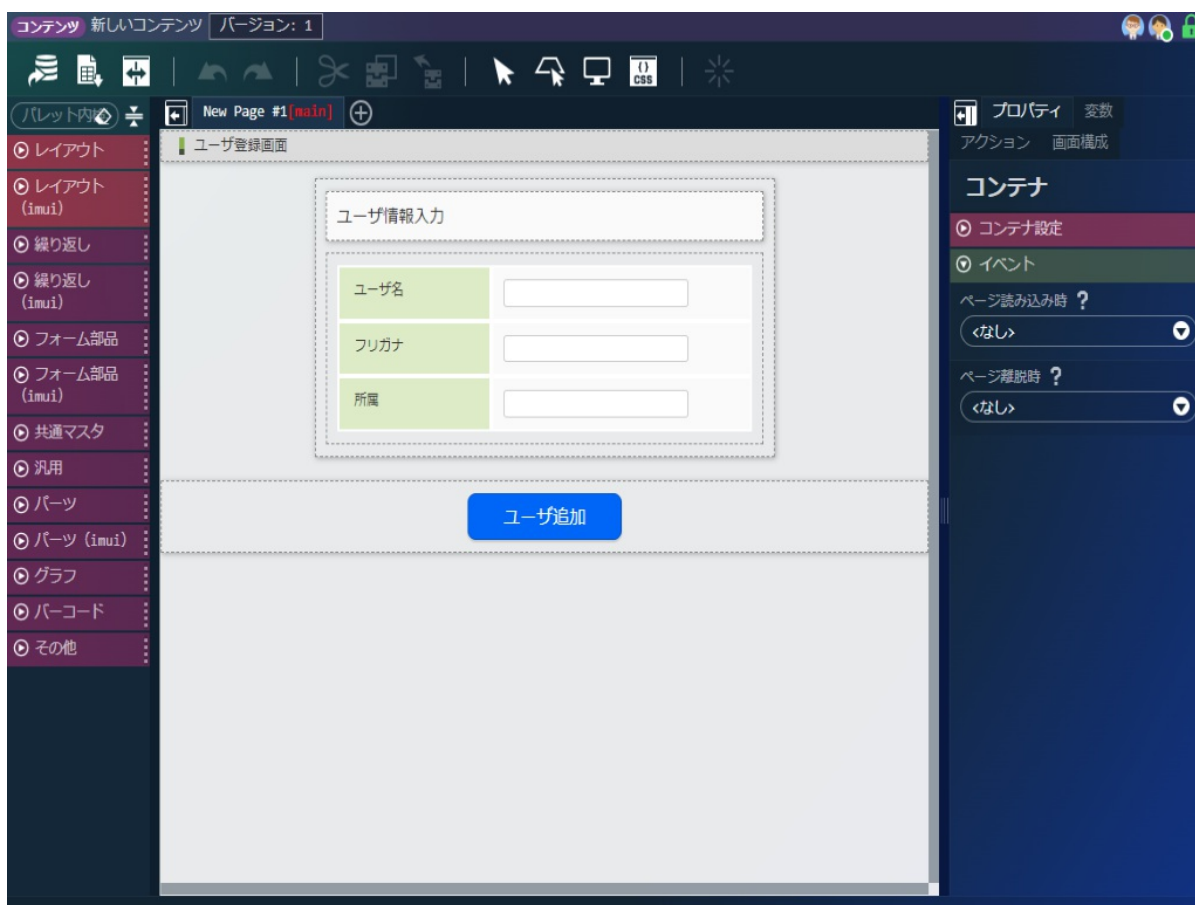 コンテンツ 新しいコンテンツ バージョン: 1
{} CSS
パレット内検
New Page #1[main]
プロパティ 変数
アクション 画面構成
レイアウト
レイアウト
(imui)
繰り返し
繰り返し
(imui)
フォーム部品
フォーム部品
(imui)
共通マスタ
汎用
パーツ
パーツ (imui)
グラフ
バーコード
その他
ユーザ登録画面
ユーザ情報入力
ユーザ名
フリガナ
所属
ユーザ追加
コンテナ
コンテナ設定
イベント
ページ読み込み時 ?
<なし>
ページ離脱時 ?
<なし>